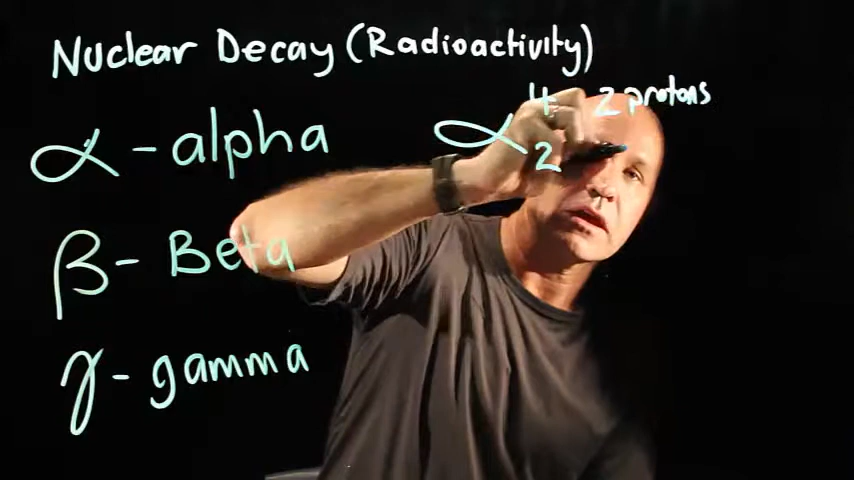 Nuclear Decay (Radioactivity)
α - alpha
α 4 2 2 protons
β - Beta
γ - gamma